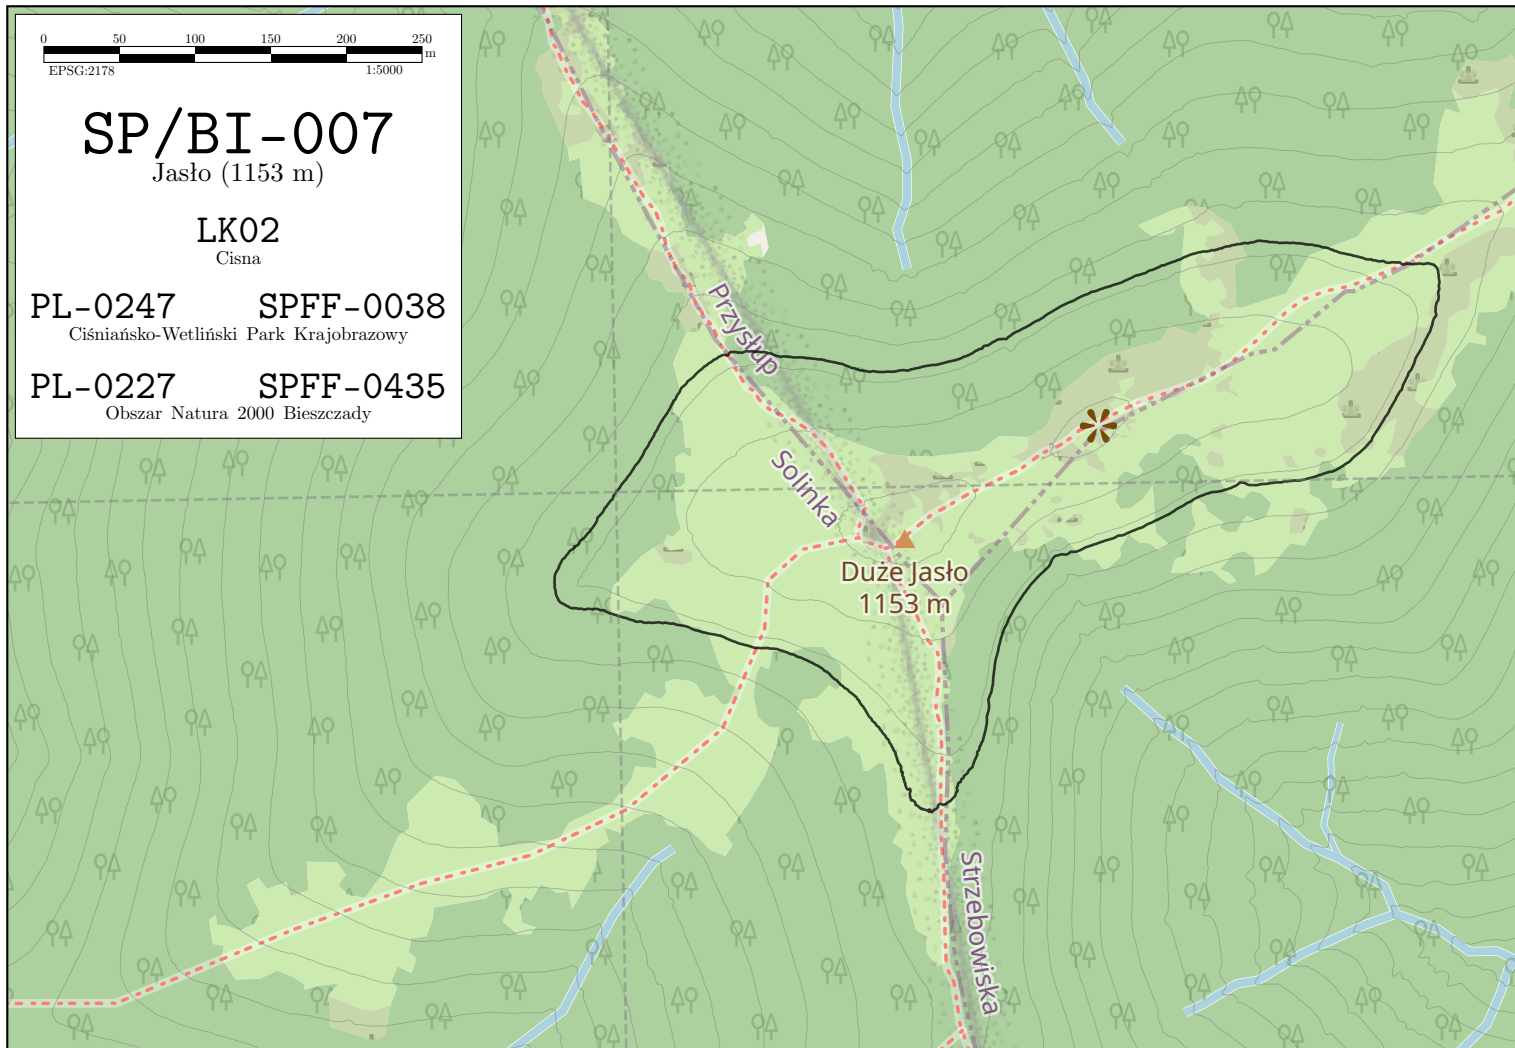 0 50 100 150 200 250
m
EPSG:2178 1:5000
SP/BI-007
Jasło (1153 m)
LK02
Cisna
PL-0247 SPFF-0038
Ciśniańsko-Wetliński Park Krajobrazowy
PL-0227 SPFF-0435
Obszar Natura 2000 Bieszczady
Przysłup
Solinka
Duże Jasło
1153 m
Strzebowiska